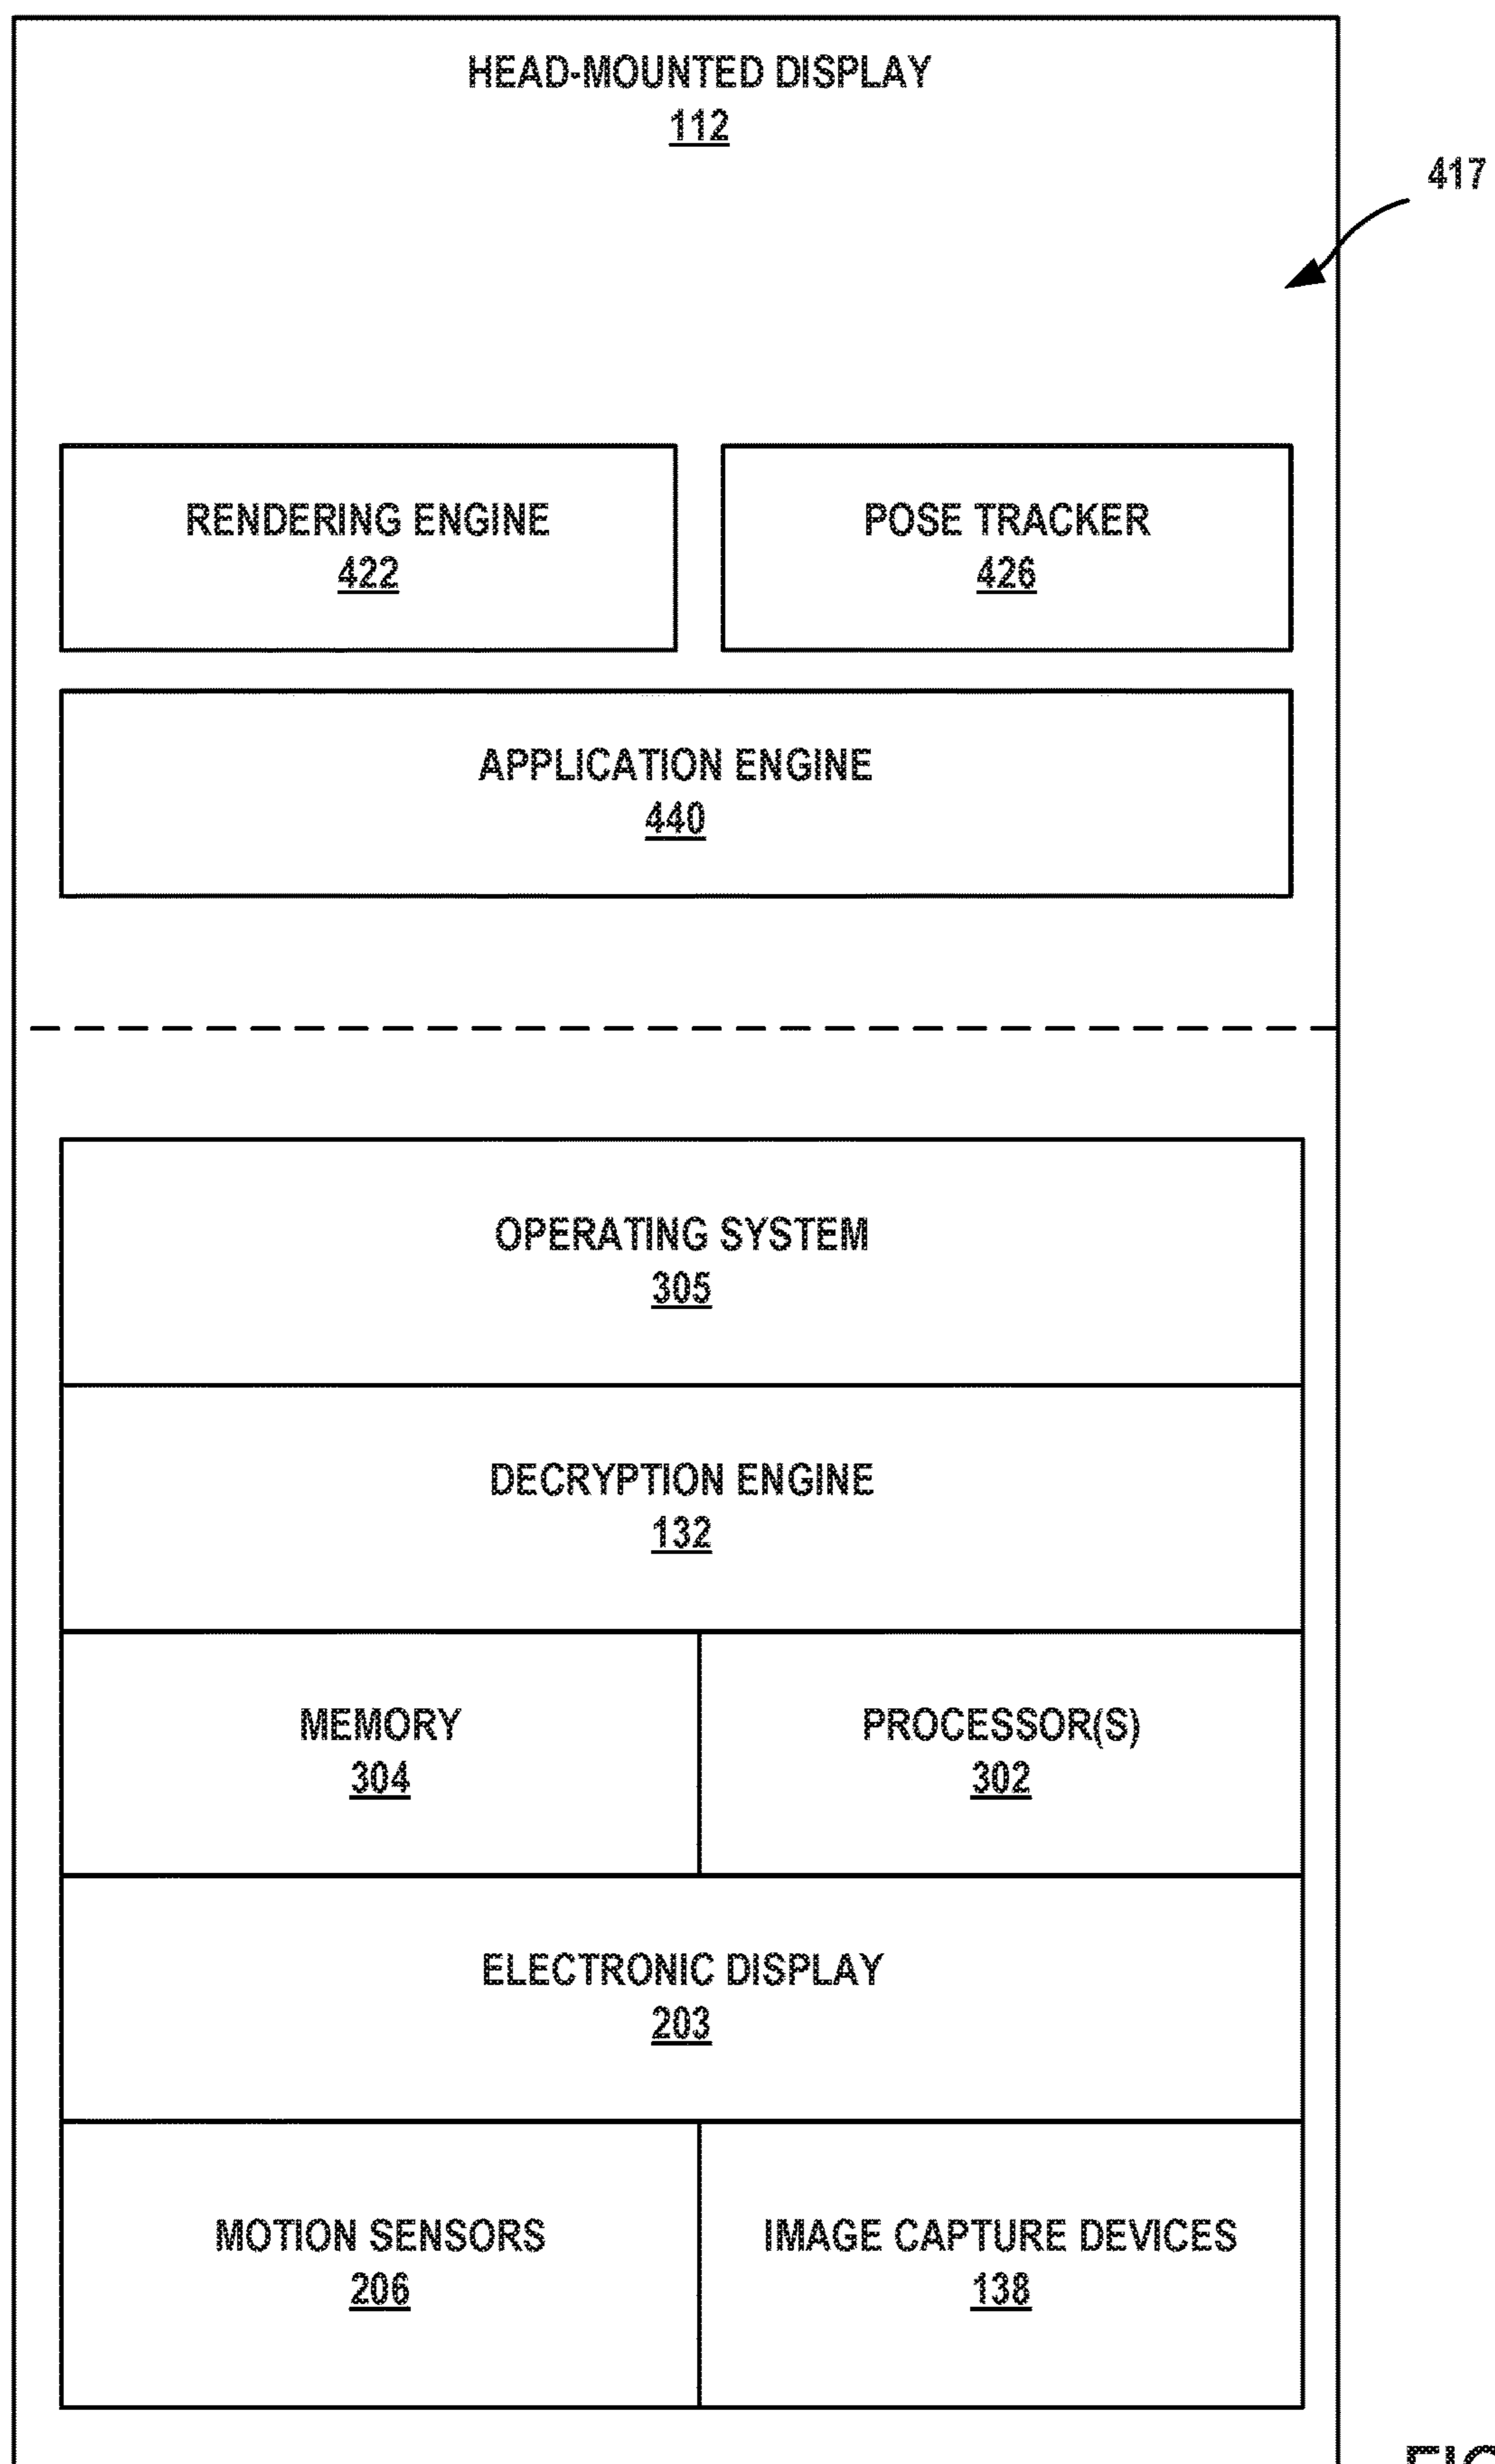 HEAD-MOUNTED DISPLAY
112
417
RENDERING ENGINE
422
POSE TRACKER
426
APPLICATION ENGINE
440
OPERATING SYSTEM
305
DECRYPTION ENGINE
132
MEMORY
304
PROCESSOR(S)
302
ELECTRONIC DISPLAY
203
MOTION SENSORS
206
IMAGE CAPTURE DEVICES
138